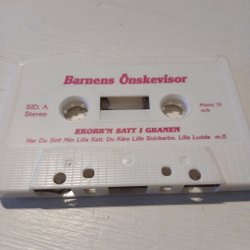 Barnens Önskevisor
SID. A
Stereo
EKORR'N SATT I GRANEN
Har Du Sett Min Lilla Katt. Du Käre Lille Snickarbo. Lilla Ludde m.fl.